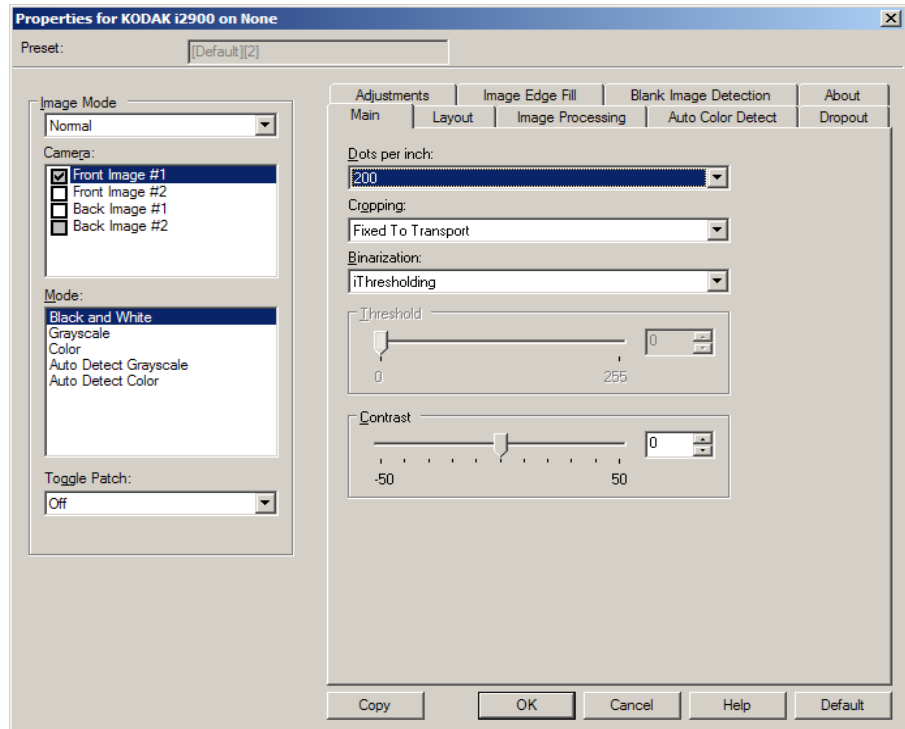 Properties for KODAK i2900 on None
Preset:
[Default][2]
Image Mode
Normal
Camera:
Front Image #1
Front Image #2
Back Image #1
Back Image #2
Mode:
Black and White
Grayscale
Color
Auto Detect Grayscale
Auto Detect Color
Toggle Patch:
Off
Adjustments
Image Edge Fill
Blank Image Detection
About
Main
Layout
Image Processing
Auto Color Detect
Dropout
Dots per inch:
200
Cropping:
Fixed To Transport
Binarization:
iThresholding
Threshold
0
0 255
Contrast
0
-50 50
Copy
OK
Cancel
Help
Default